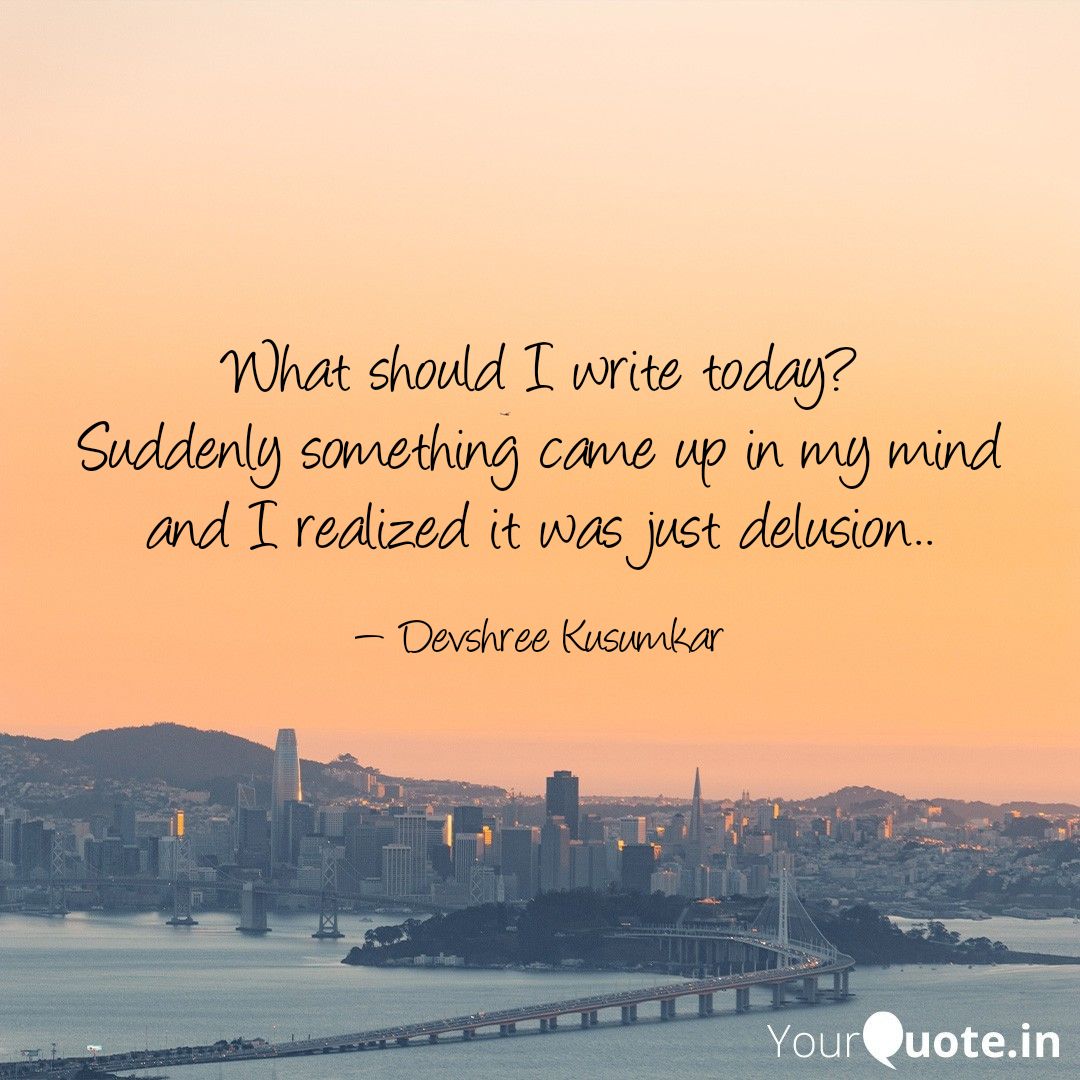 What should I write today?
Suddenly something came up in my mind
and I realized it was just delusion..
– Devshree Kusumkar
YourQuote.in